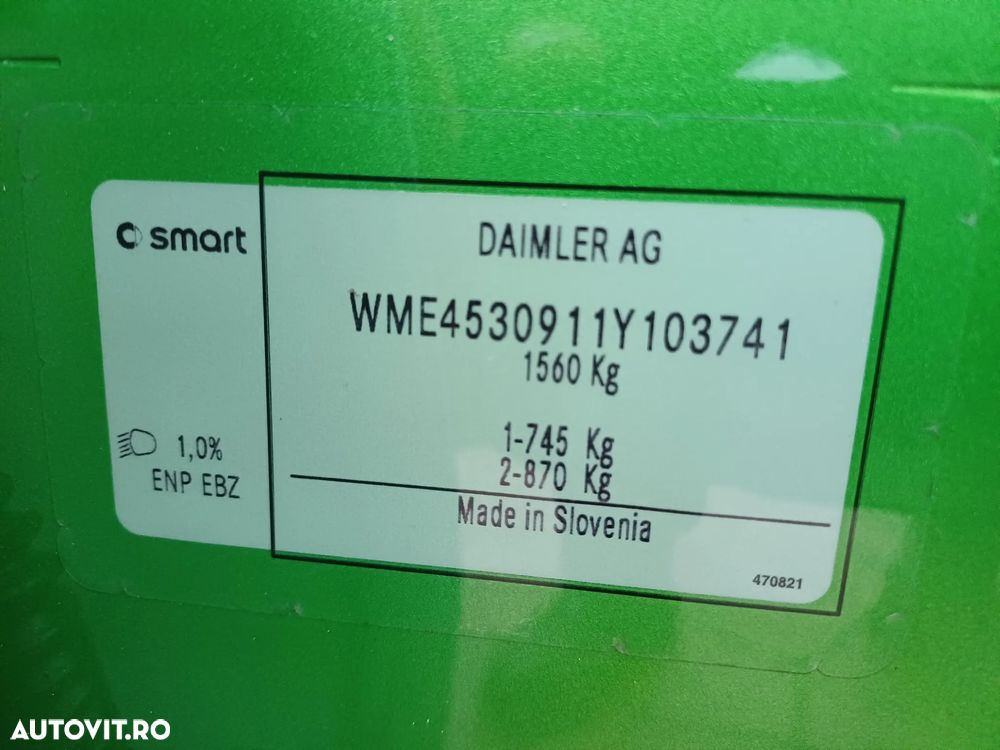 smart
DAIMLER AG
WME4530911Y103741
1560 Kg
1-745 Kg
2-870 Kg
1,0%
ENP EBZ
Made in Slovenia
470821
AUTOVIT.RO